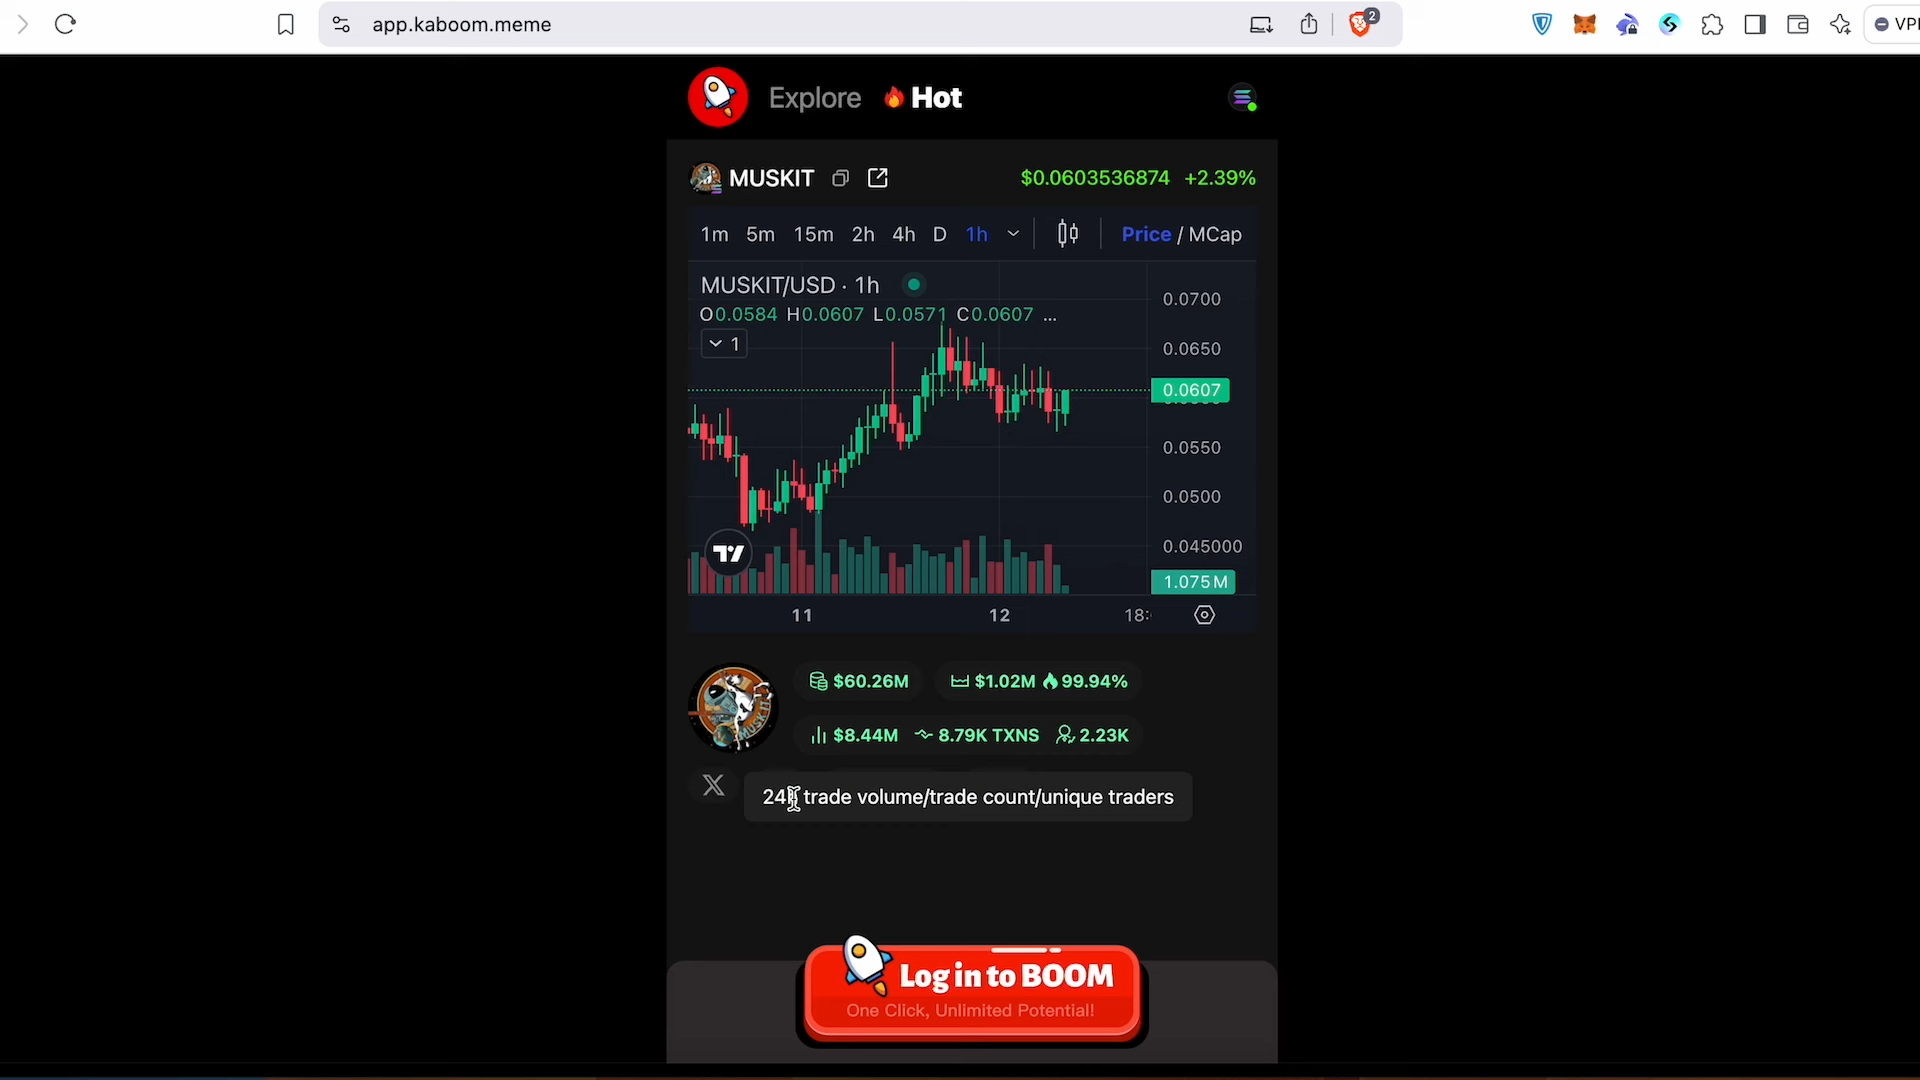 app.kaboom.meme
2
VP
Explore
Hot
MUSKIT
$0.0603536874 +2.39%
1m 5m 15m 2h 4h D 1h
Price / MCap
MUSKIT/USD · 1h
O0.0584 H0.0607 L0.0571 C0.0607 ...
1
0.0700
0.0650
0.0607
0.0550
0.0500
0.045000
1.075M
11 12 18:
$60.26M $1.02M 99.94%
$8.44M 8.79K TXNS 2.23K
MUSKIT
24h trade volume/trade count/unique traders
Log in to BOOM
One Click, Unlimited Potential!